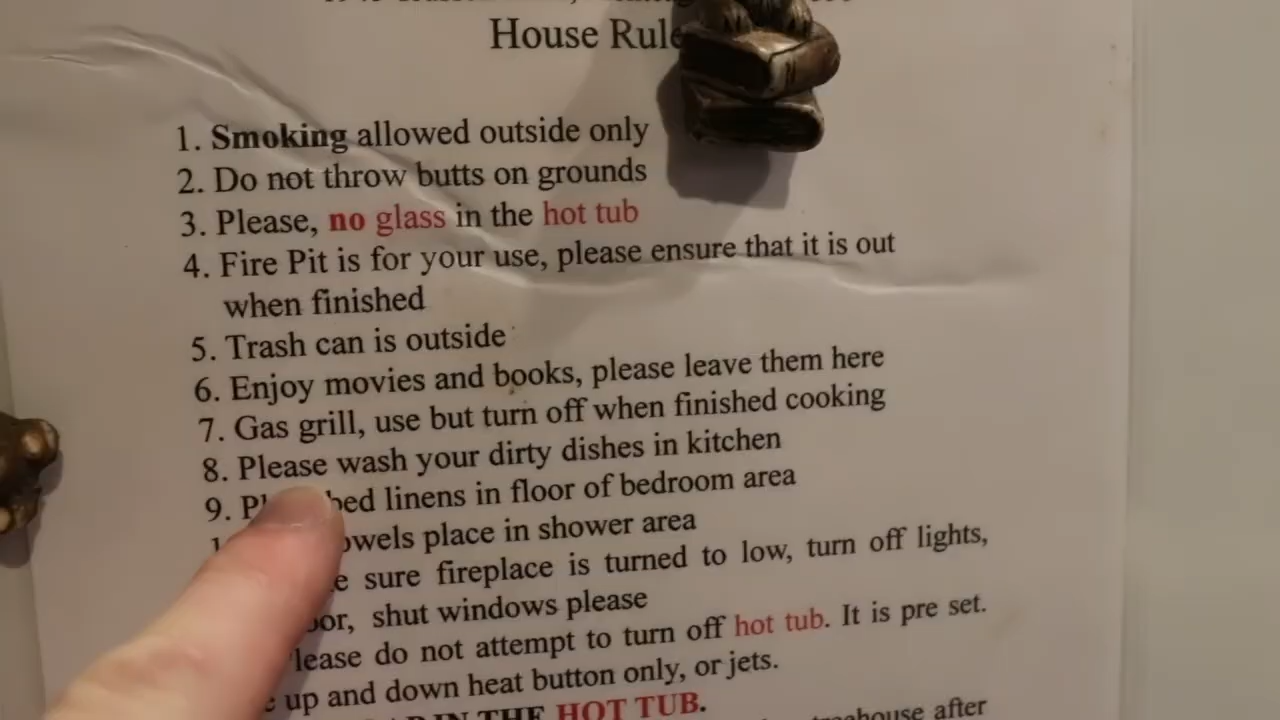 House Rule
1. Smoking allowed outside only
2. Do not throw butts on grounds
3. Please, no glass in the hot tub
4. Fire Pit is for your use, please ensure that it is out
when finished
5. Trash can is outside
6. Enjoy movies and books, please leave them here
7. Gas grill, use but turn off when finished cooking
8. Please wash your dirty dishes in kitchen
9. bed linens in floor of bedroom area
owels place in shower area
sure fireplace is turned to low, turn off lights,
shut windows please
lease do not attempt to turn off hot tub. It is pre set.
up and down heat button only, or jets.
IN THE HOT TUB.
after